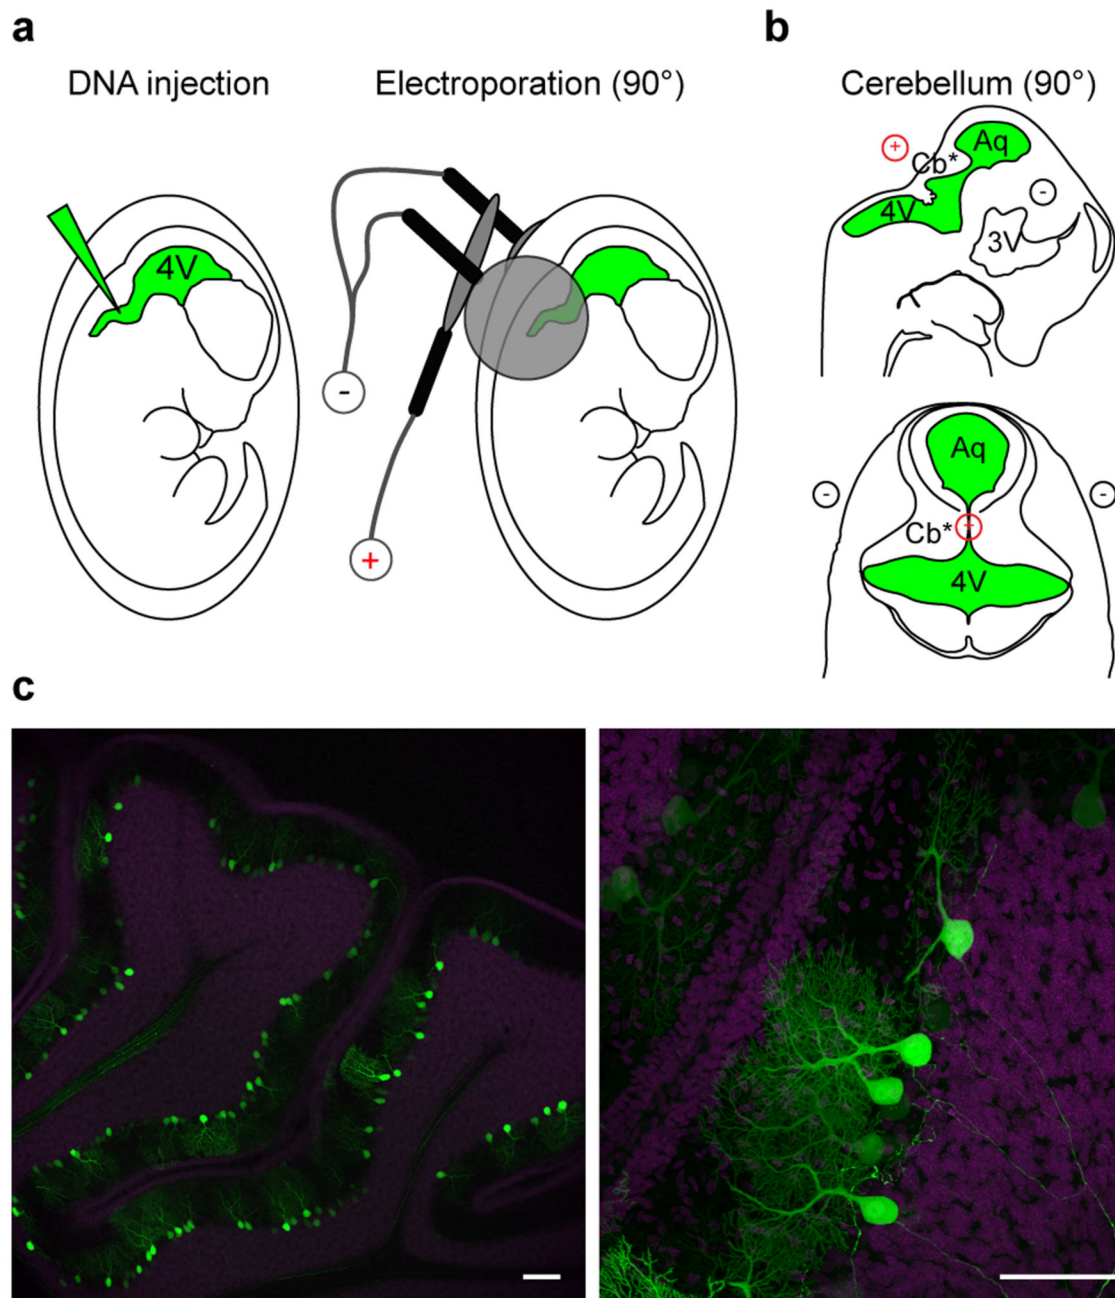 a
DNA injection
Electroporation (90°)
4V
-
+
b
Cerebellum (90°)
+
Cb*
Aq
-
4V
3V
Aq
-
-
Cb*
+
4V
c